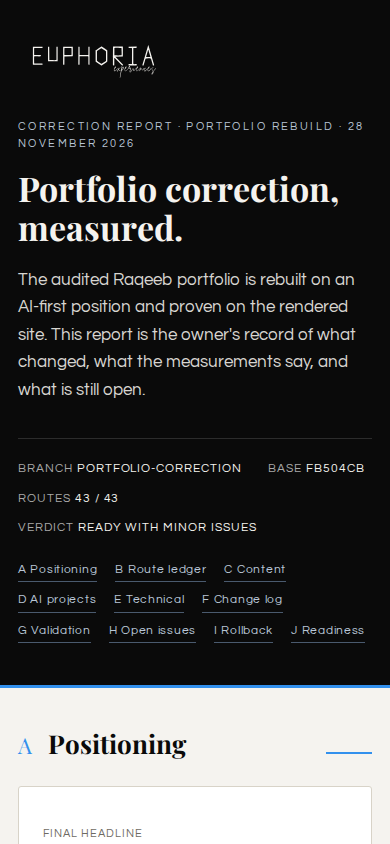 EUPHORIA
experiences
CORRECTION REPORT · PORTFOLIO REBUILD · 28
NOVEMBER 2026
Portfolio correction,
measured.
The audited Raqeeb portfolio is rebuilt on an
AI-first position and proven on the rendered
site. This report is the owner's record of what
changed, what the measurements say, and
what is still open.
BRANCH PORTFOLIO-CORRECTION BASE FB504CB
ROUTES 43 / 43
VERDICT READY WITH MINOR ISSUES
A Positioning B Route ledger C Content
D AI projects E Technical F Change log
G Validation H Open issues I Rollback J Readiness
A Positioning
FINAL HEADLINE